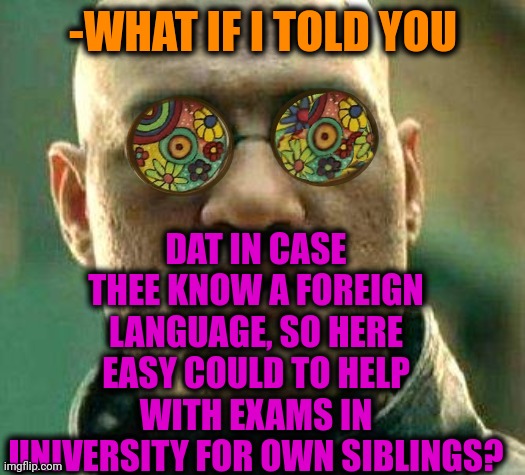 -WHAT IF I TOLD YOU
DAT IN CASE
THEE KNOW A FOREIGN
LANGUAGE, SO HERE
EASY COULD TO HELP
WITH EXAMS IN
UNIVERSITY FOR OWN SIBLINGS?
imgflip.com